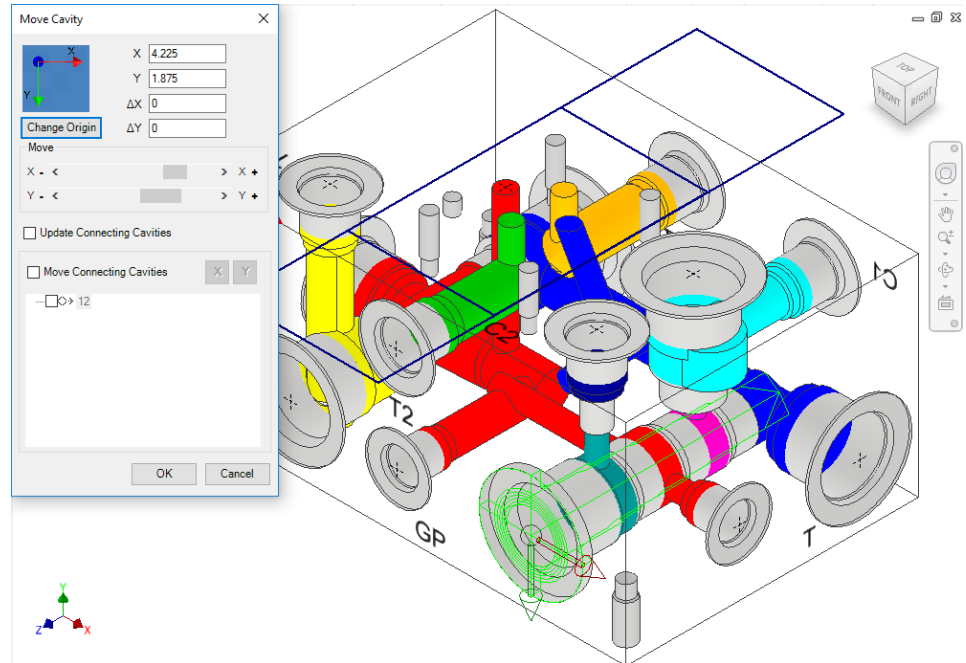 Move Cavity
X
Y
X 4.225
Y 1.875
ΔX 0
ΔY 0
Change Origin
Move
X - < > X +
Y - < > Y +
Update Connecting Cavities
Move Connecting Cavities X Y
12
OK Cancel
TOP
FRONT RIGHT
C1
C2
T2
GP
T
Y
Z X